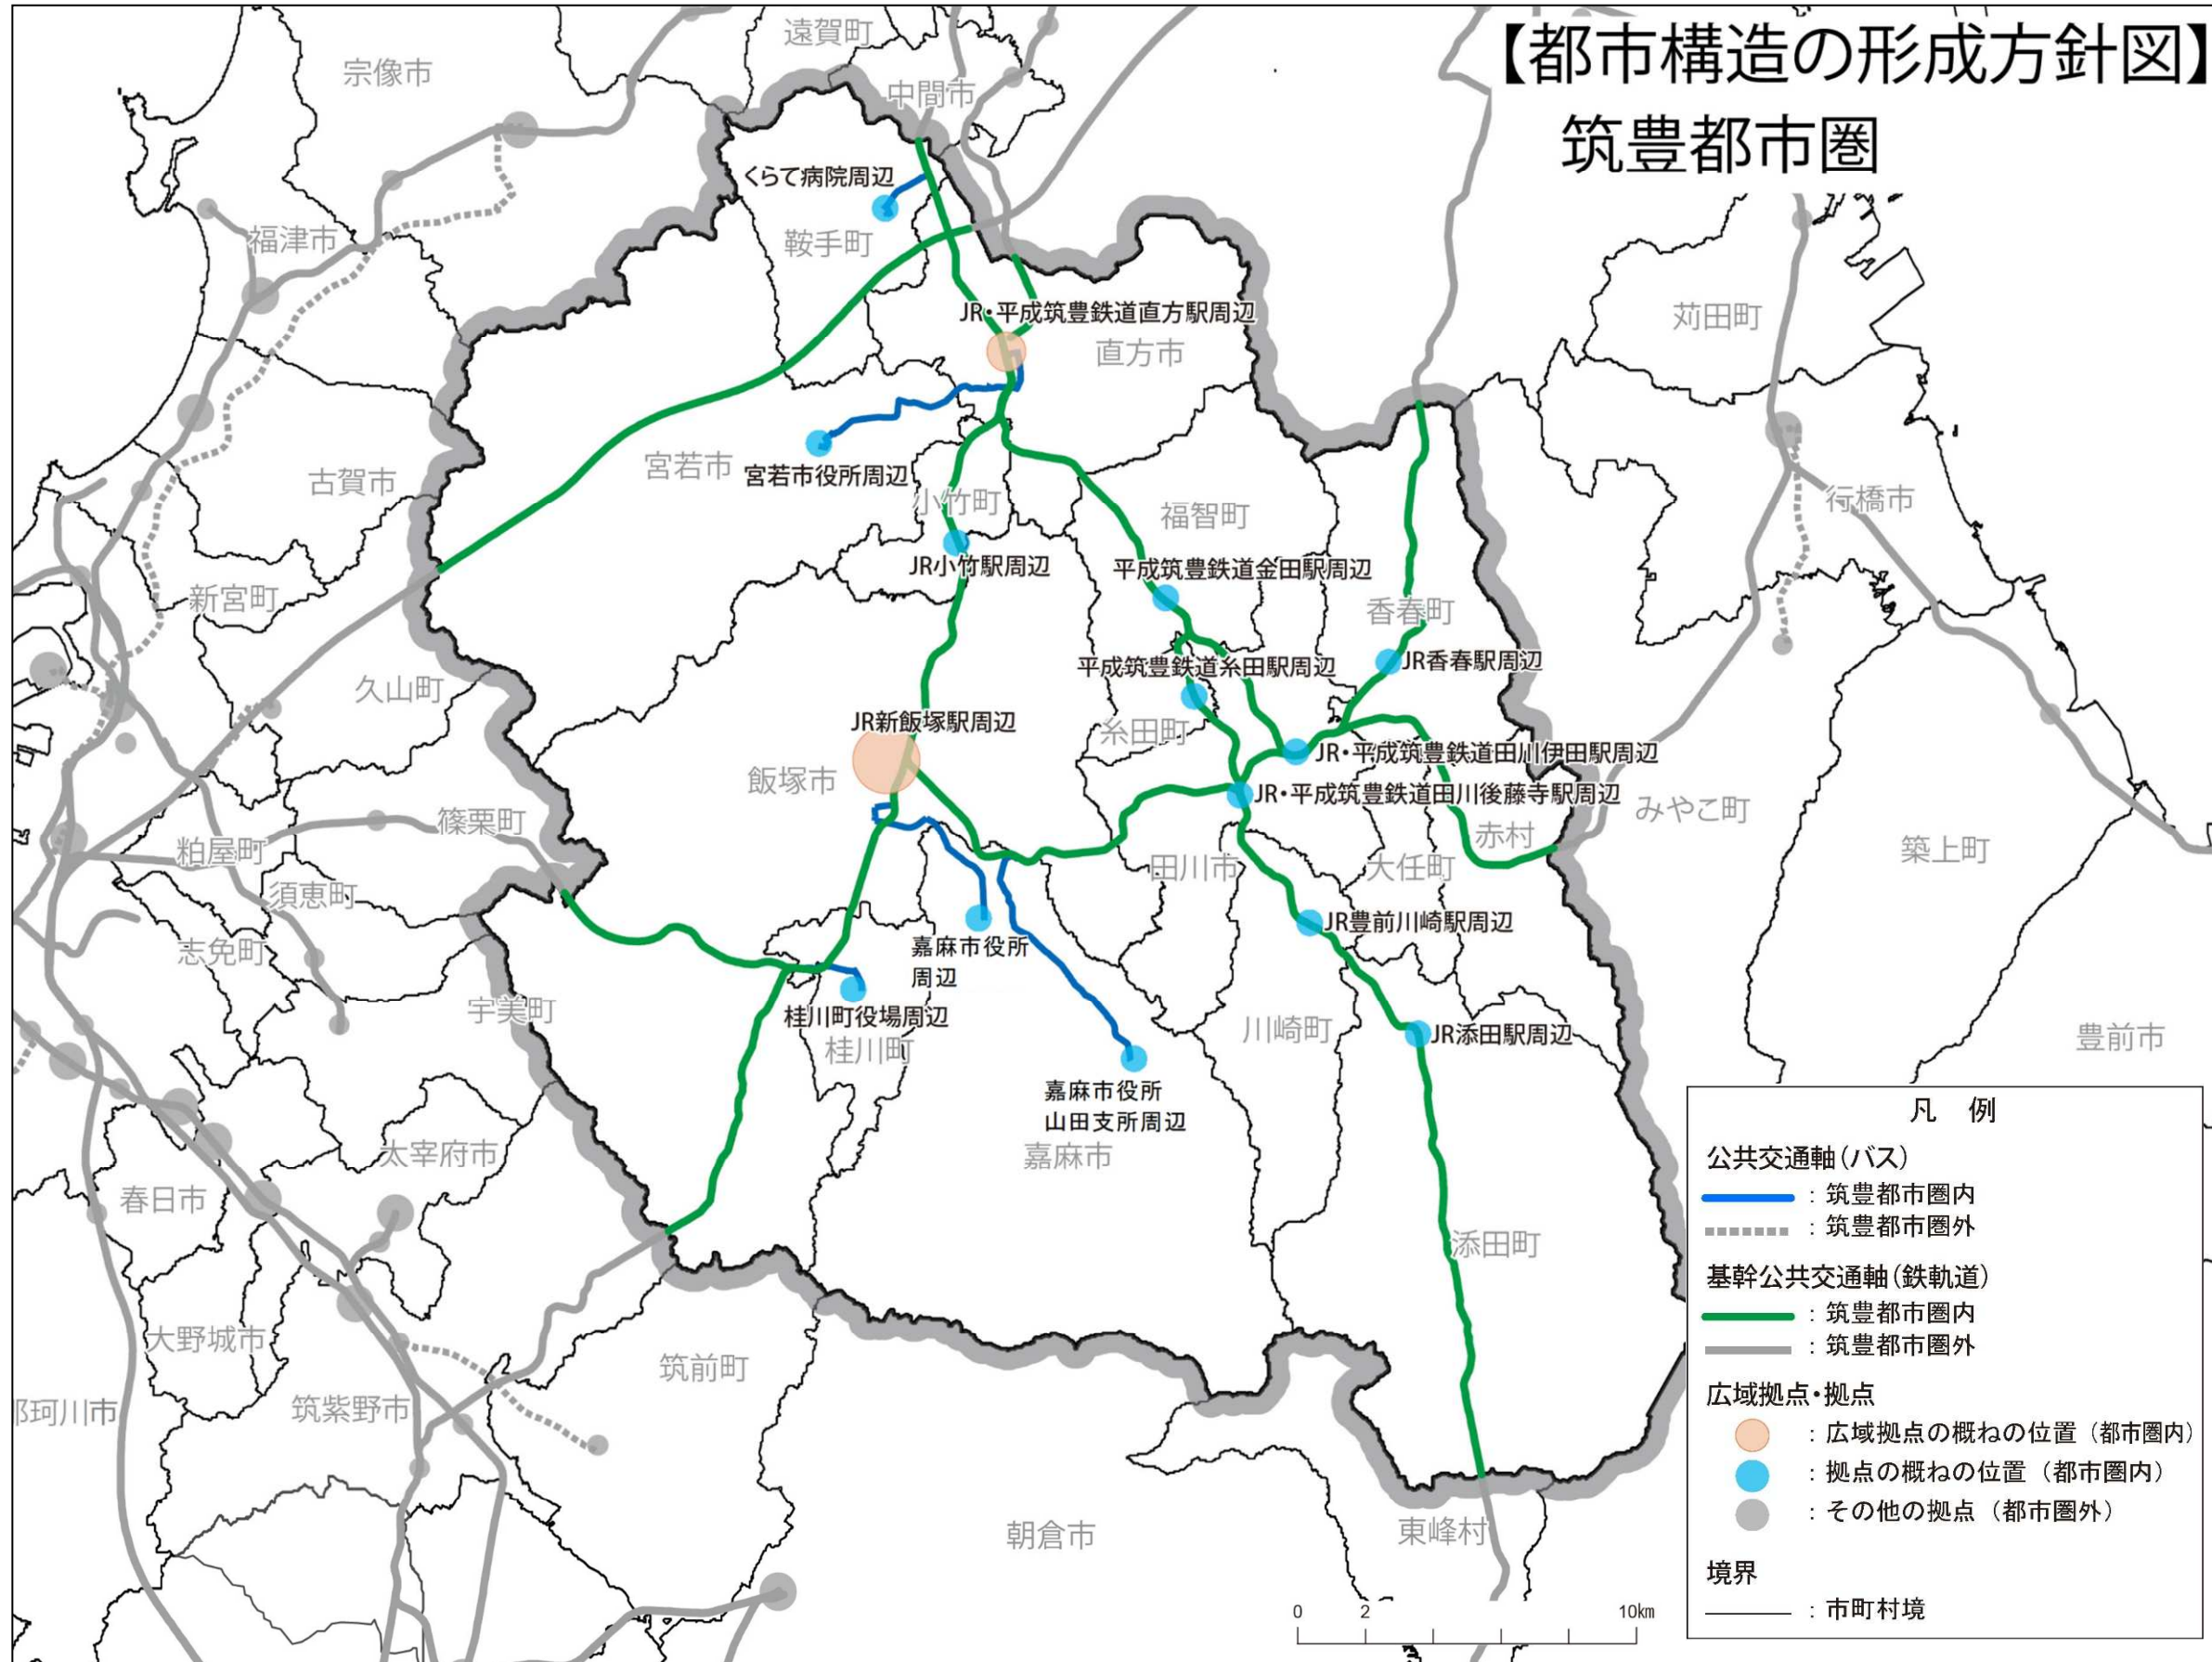 【都市構造の形成方針図】
筑豊都市圏
遠賀町
宗像市
中間市
くらて病院周辺
福津市
鞍手町
JR・平成筑豊鉄道直方駅周辺
苅田町
直方市
古賀市
宮若市
宮若市役所周辺
小竹町
福智町
行橋市
JR小竹駅周辺
平成筑豊鉄道金田駅周辺
新宮町
香春町
久山町
平成筑豊鉄道糸田駅周辺
JR香春駅周辺
JR新飯塚駅周辺
糸田町
JR・平成筑豊鉄道田川伊田駅周辺
飯塚市
JR・平成筑豊鉄道田川後藤寺駅周辺
みやこ町
篠栗町
赤村
粕屋町
築上町
田川市
大任町
須恵町
JR豊前川崎駅周辺
志免町
嘉麻市役所
周辺
宇美町
桂川町役場周辺
川崎町
JR添田駅周辺
豊前市
桂川町
嘉麻市役所
山田支所周辺
太宰府市
嘉麻市
春日市
添田町
大野城市
筑前町
筑紫野市
珂川市
朝倉市
東峰村
凡 例
公共交通軸（バス）
：筑豊都市圏内
：筑豊都市圏外
基幹公共交通軸（鉄軌道）
：筑豊都市圏内
：筑豊都市圏外
広域拠点・拠点
：広域拠点の概ねの位置（都市圏内）
：拠点の概ねの位置（都市圏内）
：その他の拠点（都市圏外）
境界
：市町村境
0 2 10km